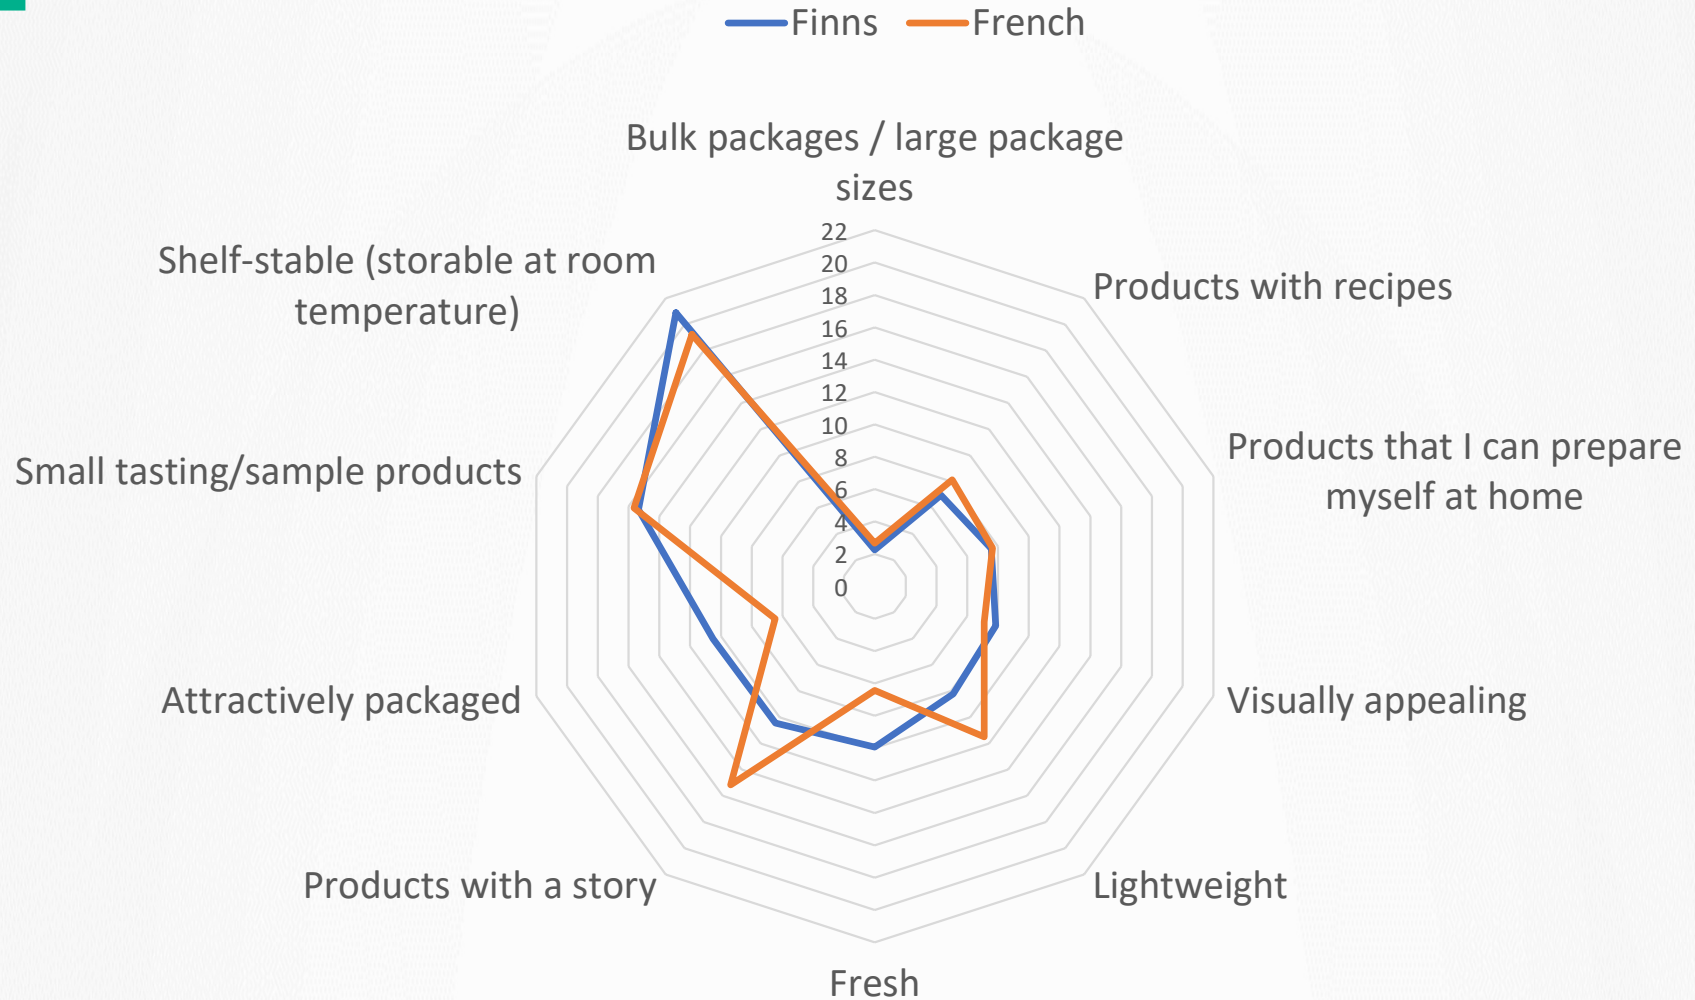 Finns French
Bulk packages / large package
sizes
Shelf-stable (storable at room
temperature)
Products with recipes
Small tasting/sample products
Products that I can prepare
myself at home
Attractively packaged
Visually appealing
Products with a story
Lightweight
Fresh
22
20
18
16
14
12
10
8
6
4
2
0